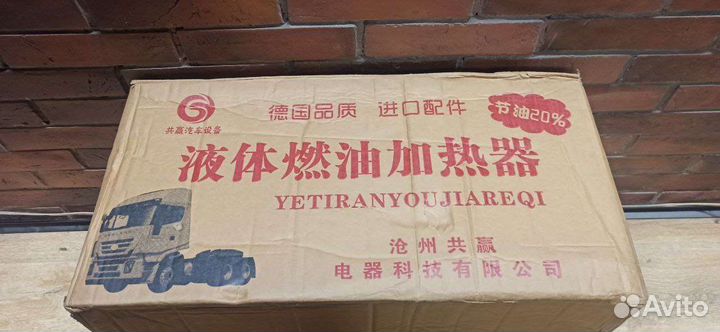 德国品质 进口配件
节油20%
共赢汽车设备
液体燃油加热器
YETIRANYOUJIAREQI
沧州共赢
电器科技有限公司
Avito